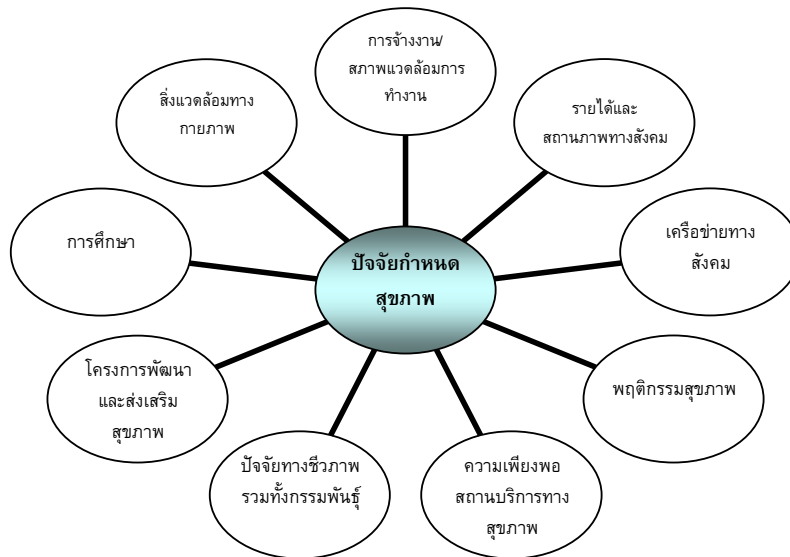 การจ้างงาน/
สภาพแวดล้อมการ
ทำงาน
สิ่งแวดล้อมทาง
กายภาพ
รายได้และ
สถานภาพทางสังคม
การศึกษา
เครือข่ายทาง
สังคม
ปัจจัยกำหนด
สุขภาพ
โครงการพัฒนา
และส่งเสริม
สุขภาพ
พฤติกรรมสุขภาพ
ปัจจัยทางชีวภาพ
รวมทั้งกรรมพันธุ์
ความเพียงพอ
สถานบริการทาง
สุขภาพ